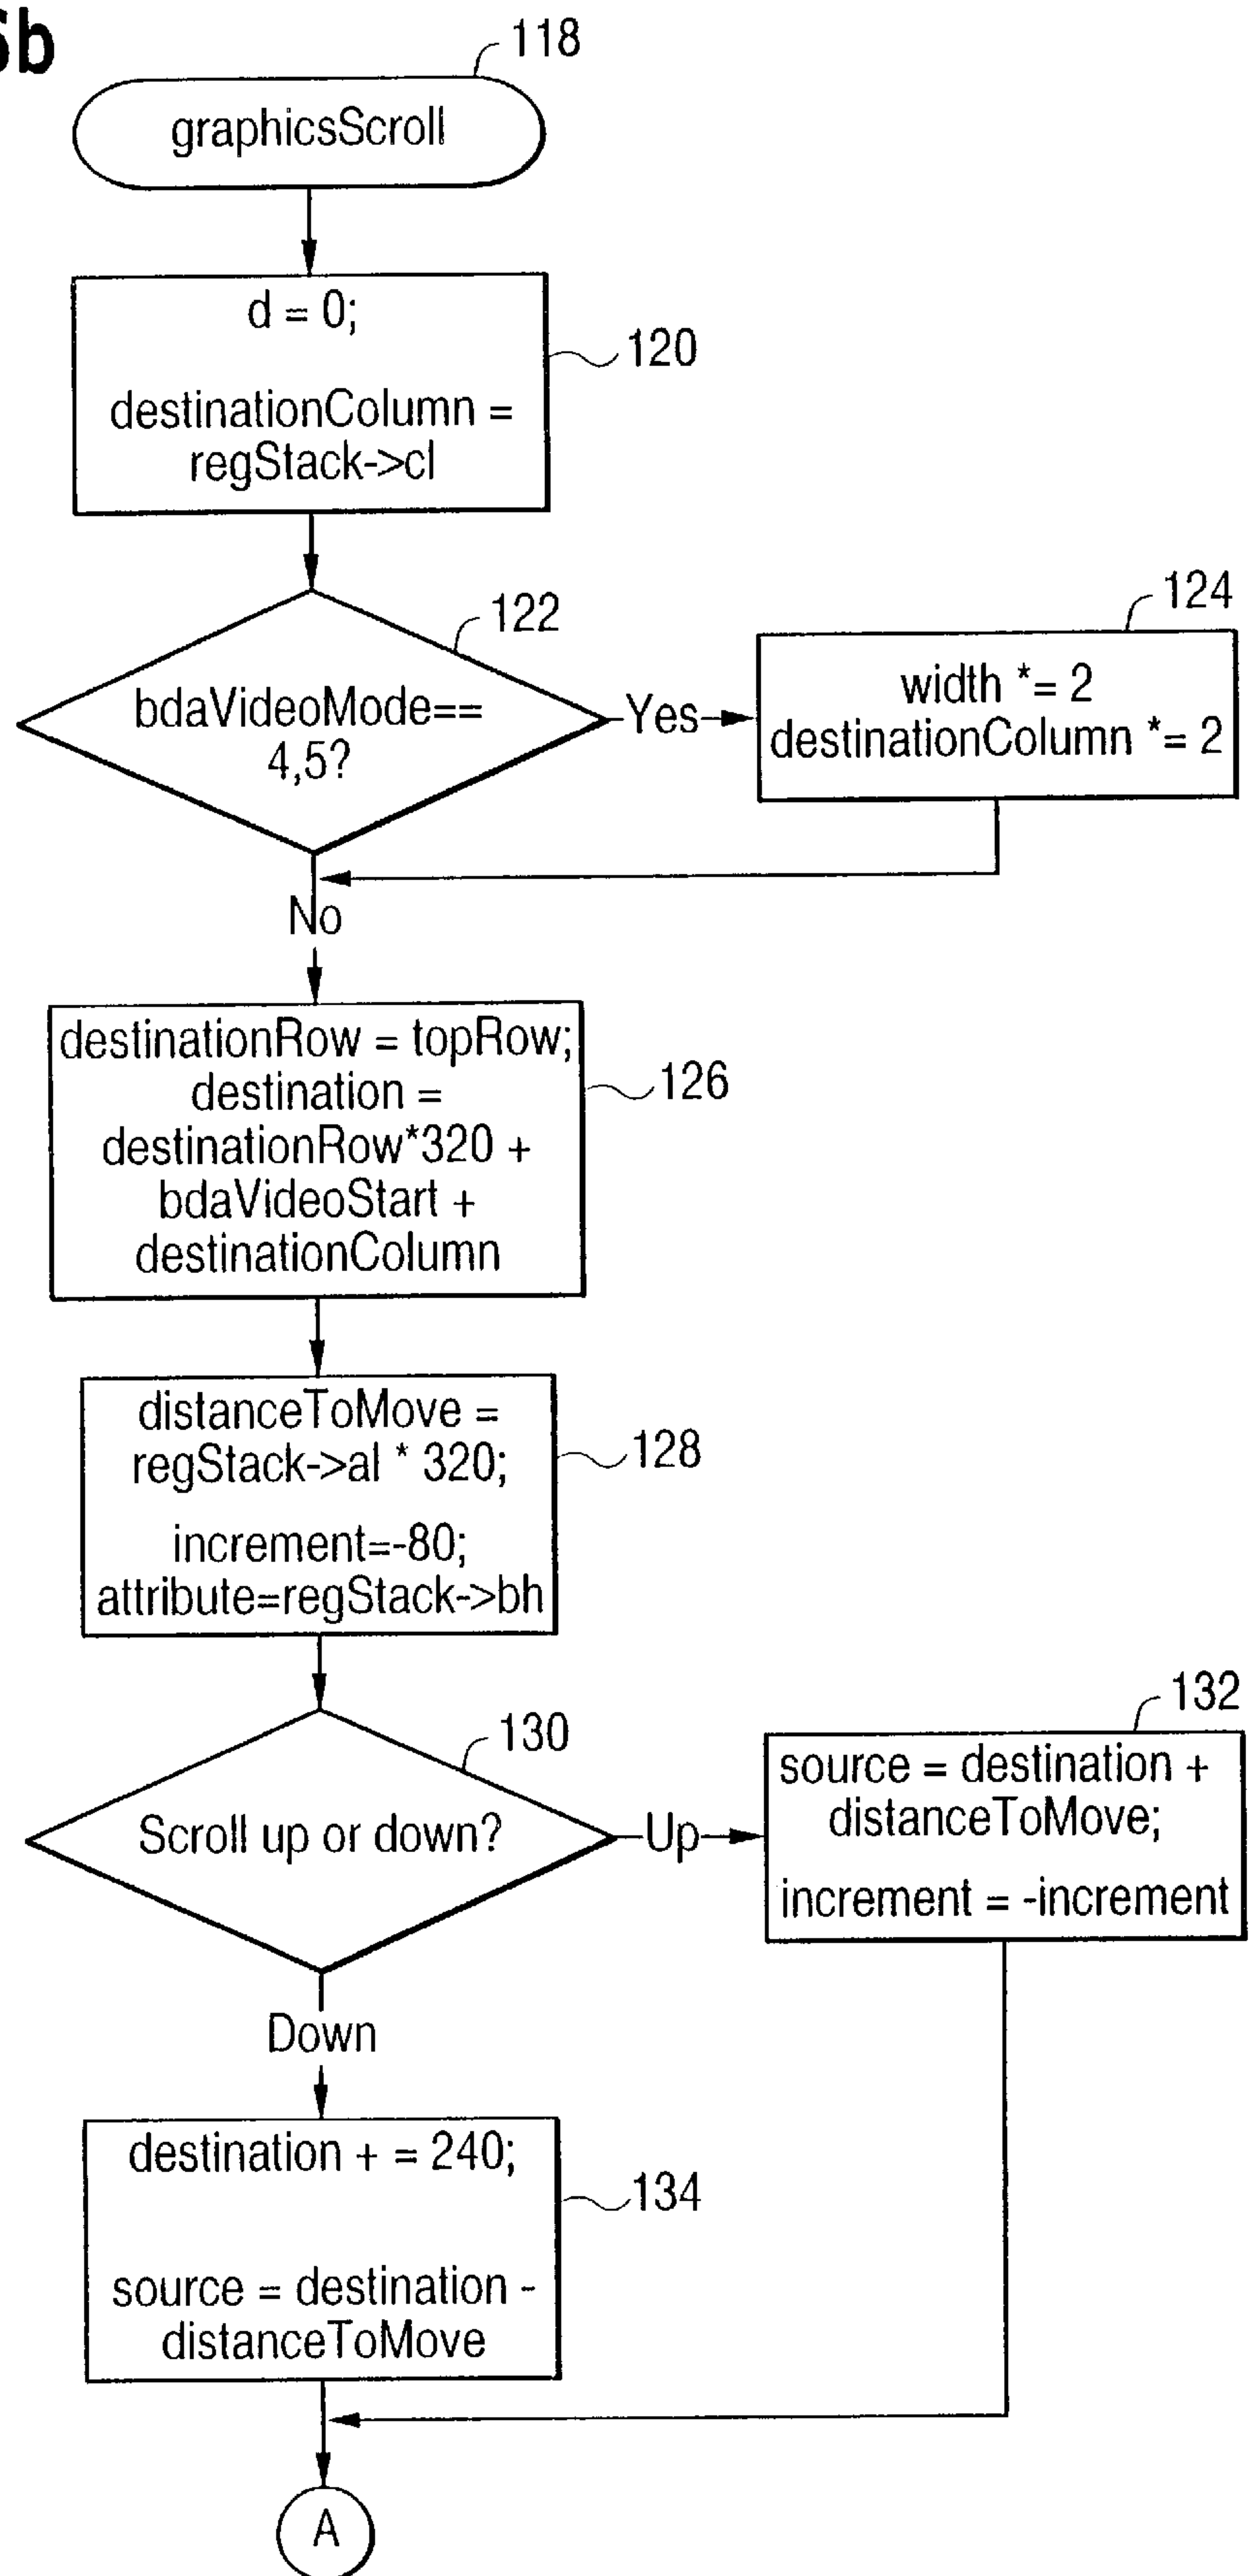 6b
118
graphicsScroll
d = 0;
120
destinationColumn =
regStack->cl
122
bdaVideoMode==
4,5?
Yes
124
width *= 2
destinationColumn *= 2
No
destinationRow = topRow;
destination =
126
destinationRow*320 +
bdaVideoStart +
destinationColumn
distanceToMove =
regStack->al * 320;
128
increment=-80;
attribute=regStack->bh
130
Scroll up or down?
Up
132
source = destination +
distanceToMove;
increment = -increment
Down
destination + = 240;
134
source = destination -
distanceToMove
A